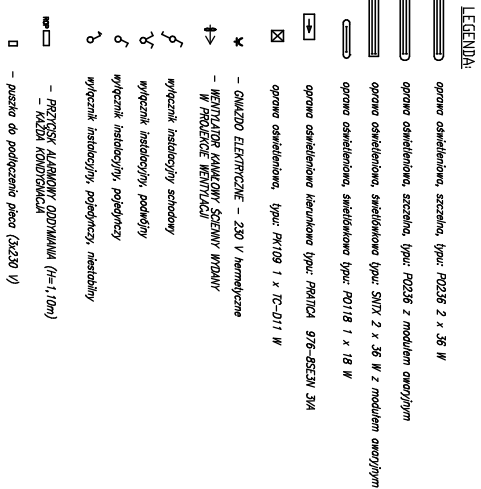 LEGENDA:
oprawa oświetleniowa, szczelna, typu: PO236 2 x 36 W
oprawa oświetleniowa, szczelna, typu: PO236 z modułem awaryjnym
oprawa oświetleniowa, świetlówkowa typu: SNTX 2 x 36 W z modułem awaryjnym
oprawa oświetleniowa, świetlówkowa typu: PO118 1 x 18 W
oprawa oświetleniowa kierunkowa typu: PRATICA 976-8SE3N 3VA
oprawa oświetleniowa, typu: PK109 1 x TC-D11 W
- GNIAZDO ELEKTRYCZNE - 230 V hermetyczne
- WENTYLATOR KANAŁOWY ŚCIENNY WYDANY
W PROJEKCIE WENTYLACJI
wyłącznik instalacyjny schodowy
wyłącznik instalacyjny, podwójny
wyłącznik instalacyjny, pojedyńczy
wyłącznik instalacyjny, pojedyńczy, niestabilny
- PRZYCISK ALARMOWY ODDYMIANIA (H=1,10m)
- KAŻDA KONDYGNACJA
- puszka do podłączenia pieca (3x230 V)